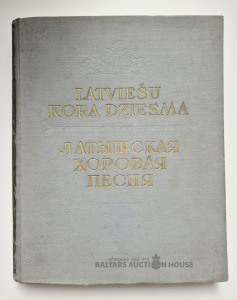 LATVIEŠU
KORA DZIESMA
ЛАТЫШСКАЯ
ХОРОВАЯ
ПЕСНЯ
BALTARS AUCTION HOUSE